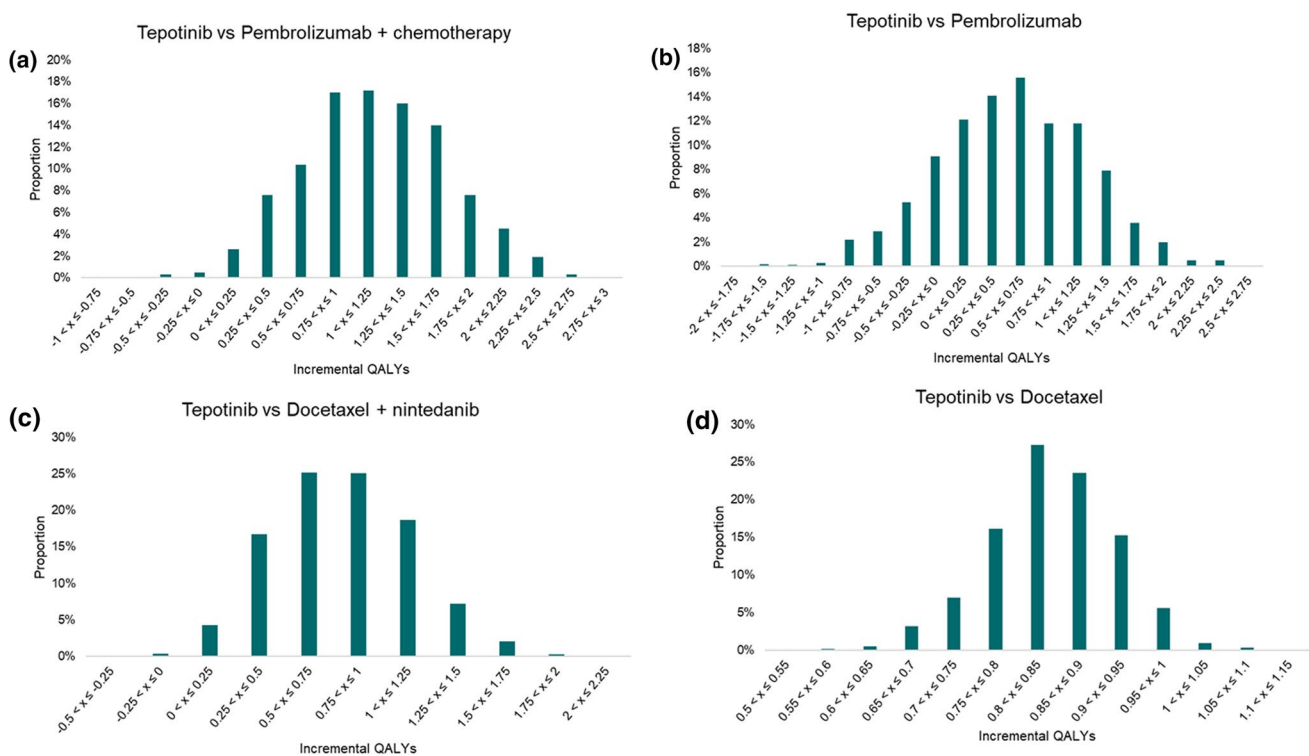 Tepotinib vs Pembrolizumab + chemotherapy
(a)
20%
18%
16%
14%
12%
10%
8%
6%
4%
2%
0%
Proportion
-1 < x ≤ -0.75
-0.75 < x ≤ -0.5
-0.5 < x ≤ -0.25
-0.25 < x ≤ 0
0 < x ≤ 0.25
0.25 < x ≤ 0.5
0.5 < x ≤ 0.75
0.75 < x ≤ 1
1 < x ≤ 1.25
1.25 < x ≤ 1.5
1.5 < x ≤ 1.75
1.75 < x ≤ 2
2 < x ≤ 2.25
2.25 < x ≤ 2.5
2.5 < x ≤ 2.75
2.75 < x ≤ 3
Incremental QALYs
Tepotinib vs Pembrolizumab
(b)
18%
16%
14%
12%
10%
8%
6%
4%
2%
0%
Proportion
-2 < x ≤ -1.75
-1.75 < x ≤ -1.5
-1.5 < x ≤ -1.25
-1.25 < x ≤ 1
-1 < x ≤ -0.75
-0.75 < x ≤ -0.5
-0.5 < x ≤ -0.25
-0.25 < x ≤ 0
0 < x ≤ 0.25
0.25 < x ≤ 0.5
0.5 < x ≤ 0.75
0.75 < x ≤ 1
1 < x ≤ 1.25
1.25 < x ≤ 1.5
1.5 < x ≤ 1.75
1.75 < x ≤ 2
2 < x ≤ 2.25
2.25 < x ≤ 2.5
2.5 < x ≤ 2.75
Incremental QALYs
Tepotinib vs Docetaxel + nintedanib
(c)
30%
25%
20%
15%
10%
5%
0%
Proportion
-0.5 < x ≤ -0.25
-0.25 < x ≤ 0
0 < x ≤ 0.25
0.25 < x ≤ 0.5
0.5 < x ≤ 0.75
0.75 < x ≤ 1
1 < x ≤ 1.25
1.25 < x ≤ 1.5
1.5 < x ≤ 1.75
1.75 < x ≤ 2
2 < x ≤ 2.25
Incremental QALYs
Tepotinib vs Docetaxel
(d)
30%
25%
20%
15%
10%
5%
0%
Proportion
0.5 < x ≤ 0.55
0.55 < x ≤ 0.6
0.6 < x ≤ 0.65
0.65 < x ≤ 0.7
0.7 < x ≤ 0.75
0.75 < x ≤ 0.8
0.8 < x ≤ 0.85
0.85 < x ≤ 0.9
0.9 < x ≤ 0.95
0.95 < x ≤ 1
1 < x ≤ 1.05
1.05 < x ≤ 1.1
1.1 < x ≤ 1.15
Incremental QALYs